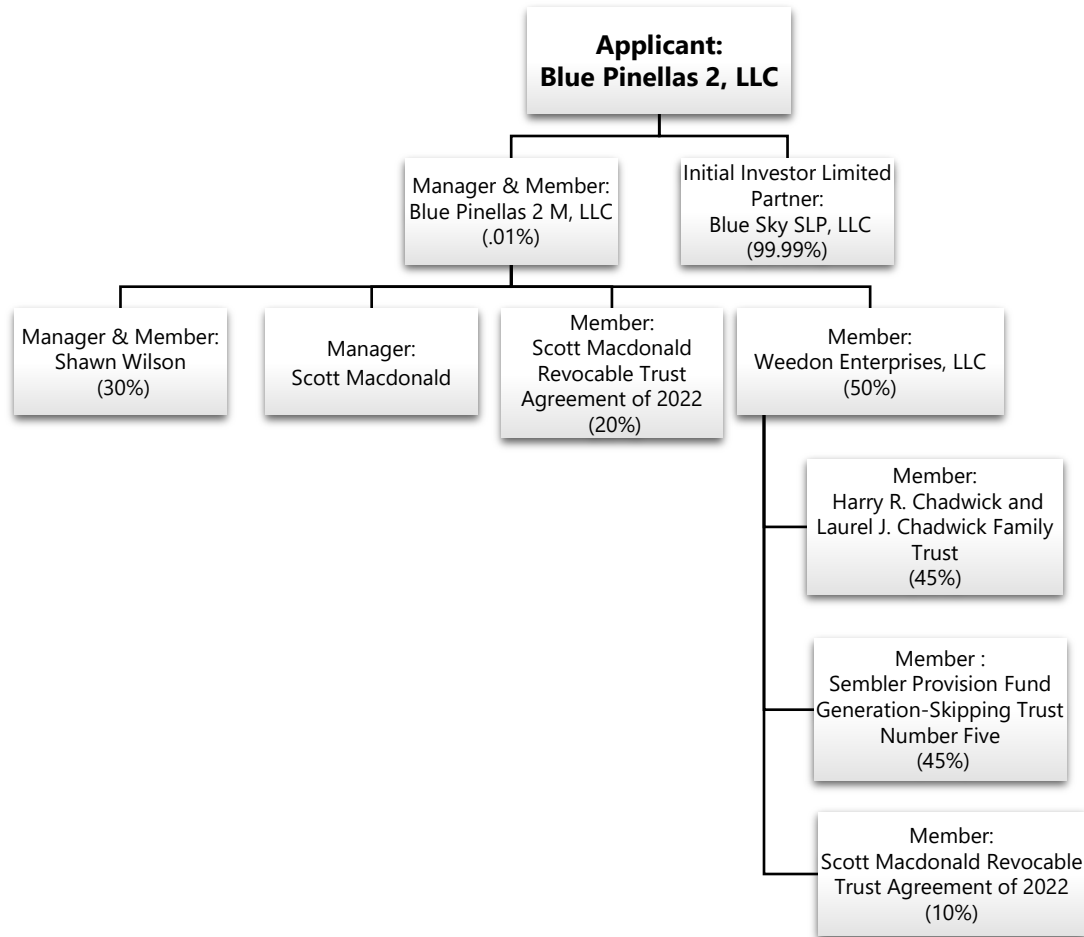 Applicant:
Blue Pinellas 2, LLC
Manager & Member:
Blue Pinellas 2 M, LLC
(.01%)
Initial Investor Limited
Partner:
Blue Sky SLP, LLC
(99.99%)
Manager & Member:
Shawn Wilson
(30%)
Manager:
Scott Macdonald
Member:
Scott Macdonald
Revocable Trust
Agreement of 2022
(20%)
Member:
Weedon Enterprises, LLC
(50%)
Member:
Harry R. Chadwick and
Laurel J. Chadwick Family
Trust
(45%)
Member :
Sembler Provision Fund
Generation-Skipping Trust
Number Five
(45%)
Member:
Scott Macdonald Revocable
Trust Agreement of 2022
(10%)